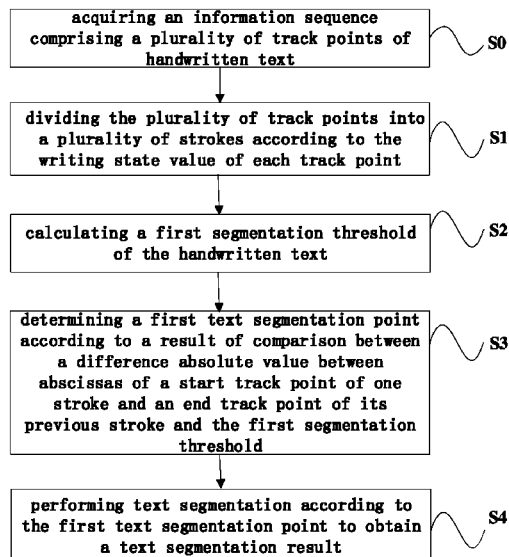 acquiring an information sequence
comprising a plurality of track points of
handwritten text
S0
dividing the plurality of track points into
a plurality of strokes according to the
writing state value of each track point
S1
calculating a first segmentation threshold
of the handwritten text
S2
determining a first text segmentation point
according to a result of comparison between
a difference absolute value between
abscissas of a start track point of one
stroke and an end track point of its
previous stroke and the first segmentation
threshold
S3
performing text segmentation according to
the first text segmentation point to obtain
a text segmentation result
S4